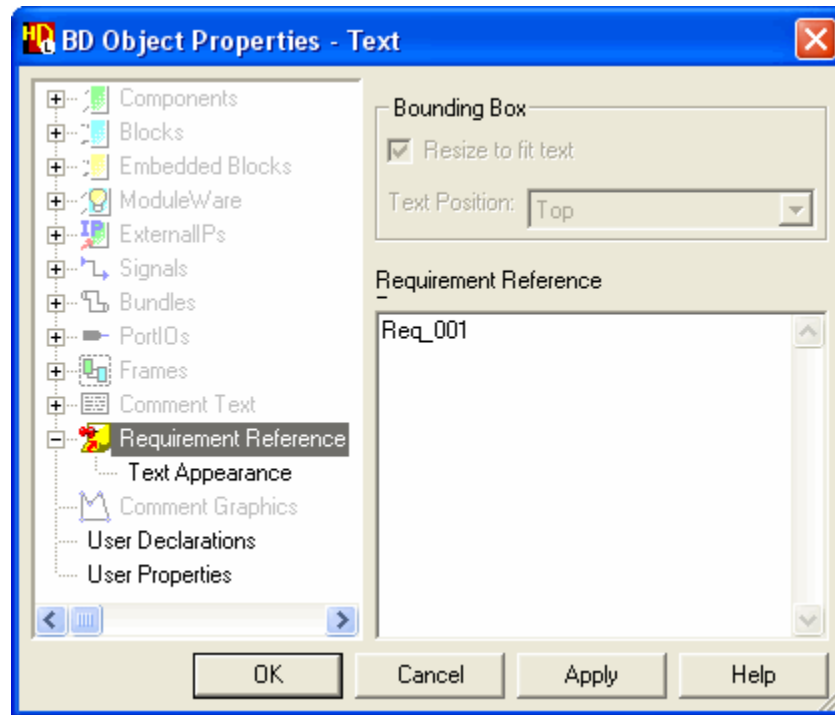 BD Object Properties - Text
Components
Blocks
Embedded Blocks
ModuleWare
ExternalIPs
Signals
Bundles
PortIOs
Frames
Comment Text
Requirement Reference
Text Appearance
Comment Graphics
User Declarations
User Properties
Bounding Box
Resize to fit text
Text Position: Top
Requirement Reference
Req_001
OK Cancel Apply Help